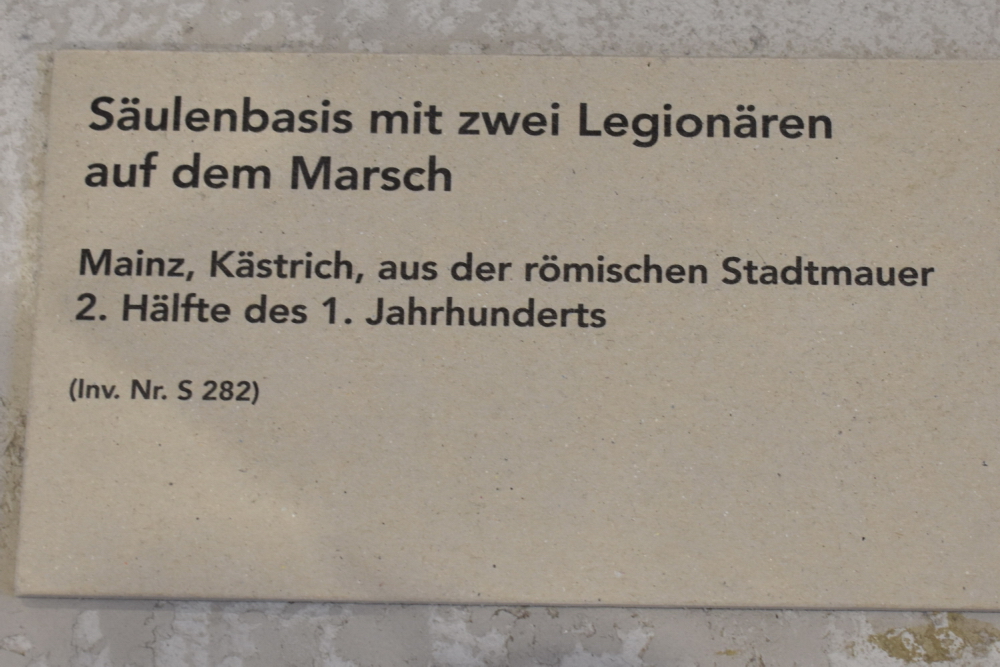 Säulenbasis mit zwei Legionären
auf dem Marsch
Mainz, Kästrich, aus der römischen Stadtmauer
2. Hälfte des 1. Jahrhunderts
(Inv. Nr. S 282)